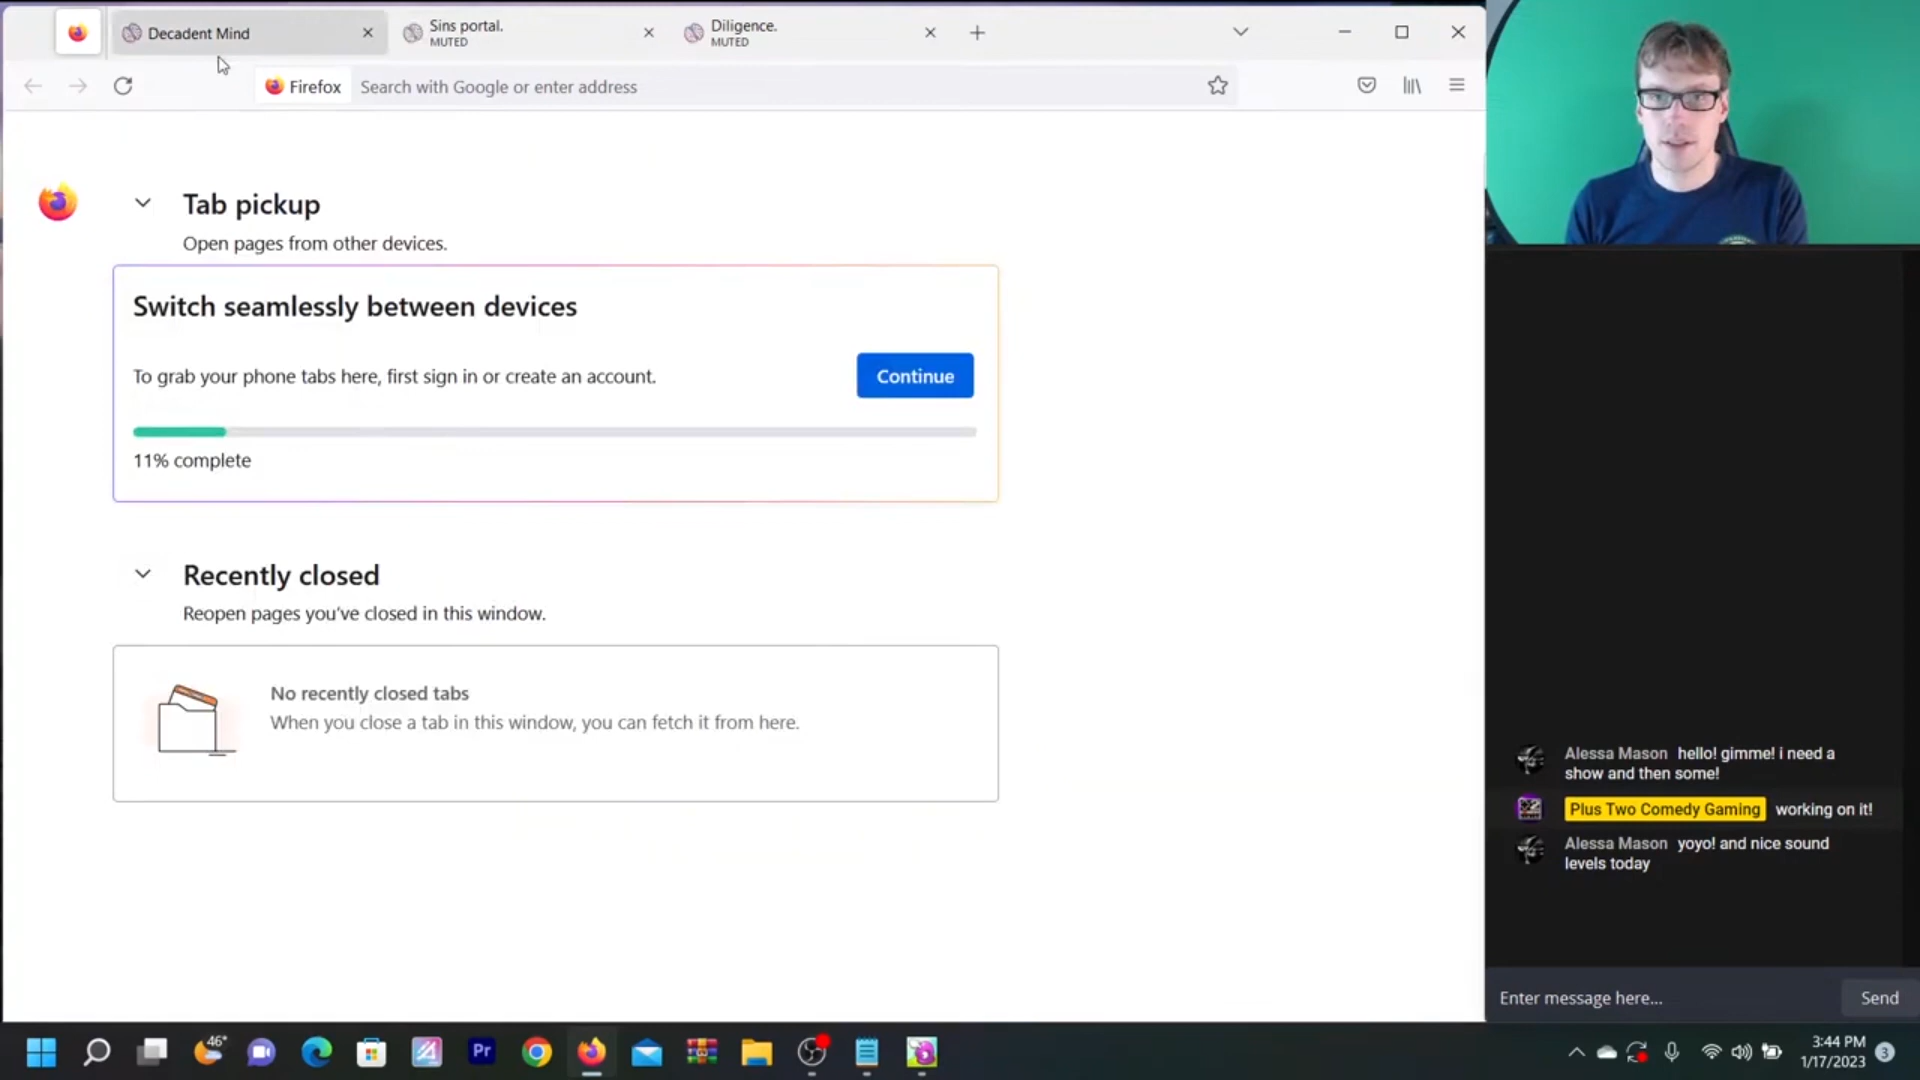 Decadent Mind
Sins portal.
MUTED
Diligence.
MUTED
Firefox
Search with Google or enter address
Tab pickup
Open pages from other devices.
Switch seamlessly between devices
To grab your phone tabs here, first sign in or create an account.
Continue
11% complete
Recently closed
Reopen pages you've closed in this window.
No recently closed tabs
When you close a tab in this window, you can fetch it from here.
Alessa Mason hello! gimme! i need a
show and then some!
Plus Two Comedy Gaming working on it!
Alessa Mason yoyo! and nice sound
levels today
Enter message here...
Send
46°
Pr
3:44 PM
1/17/2023
3